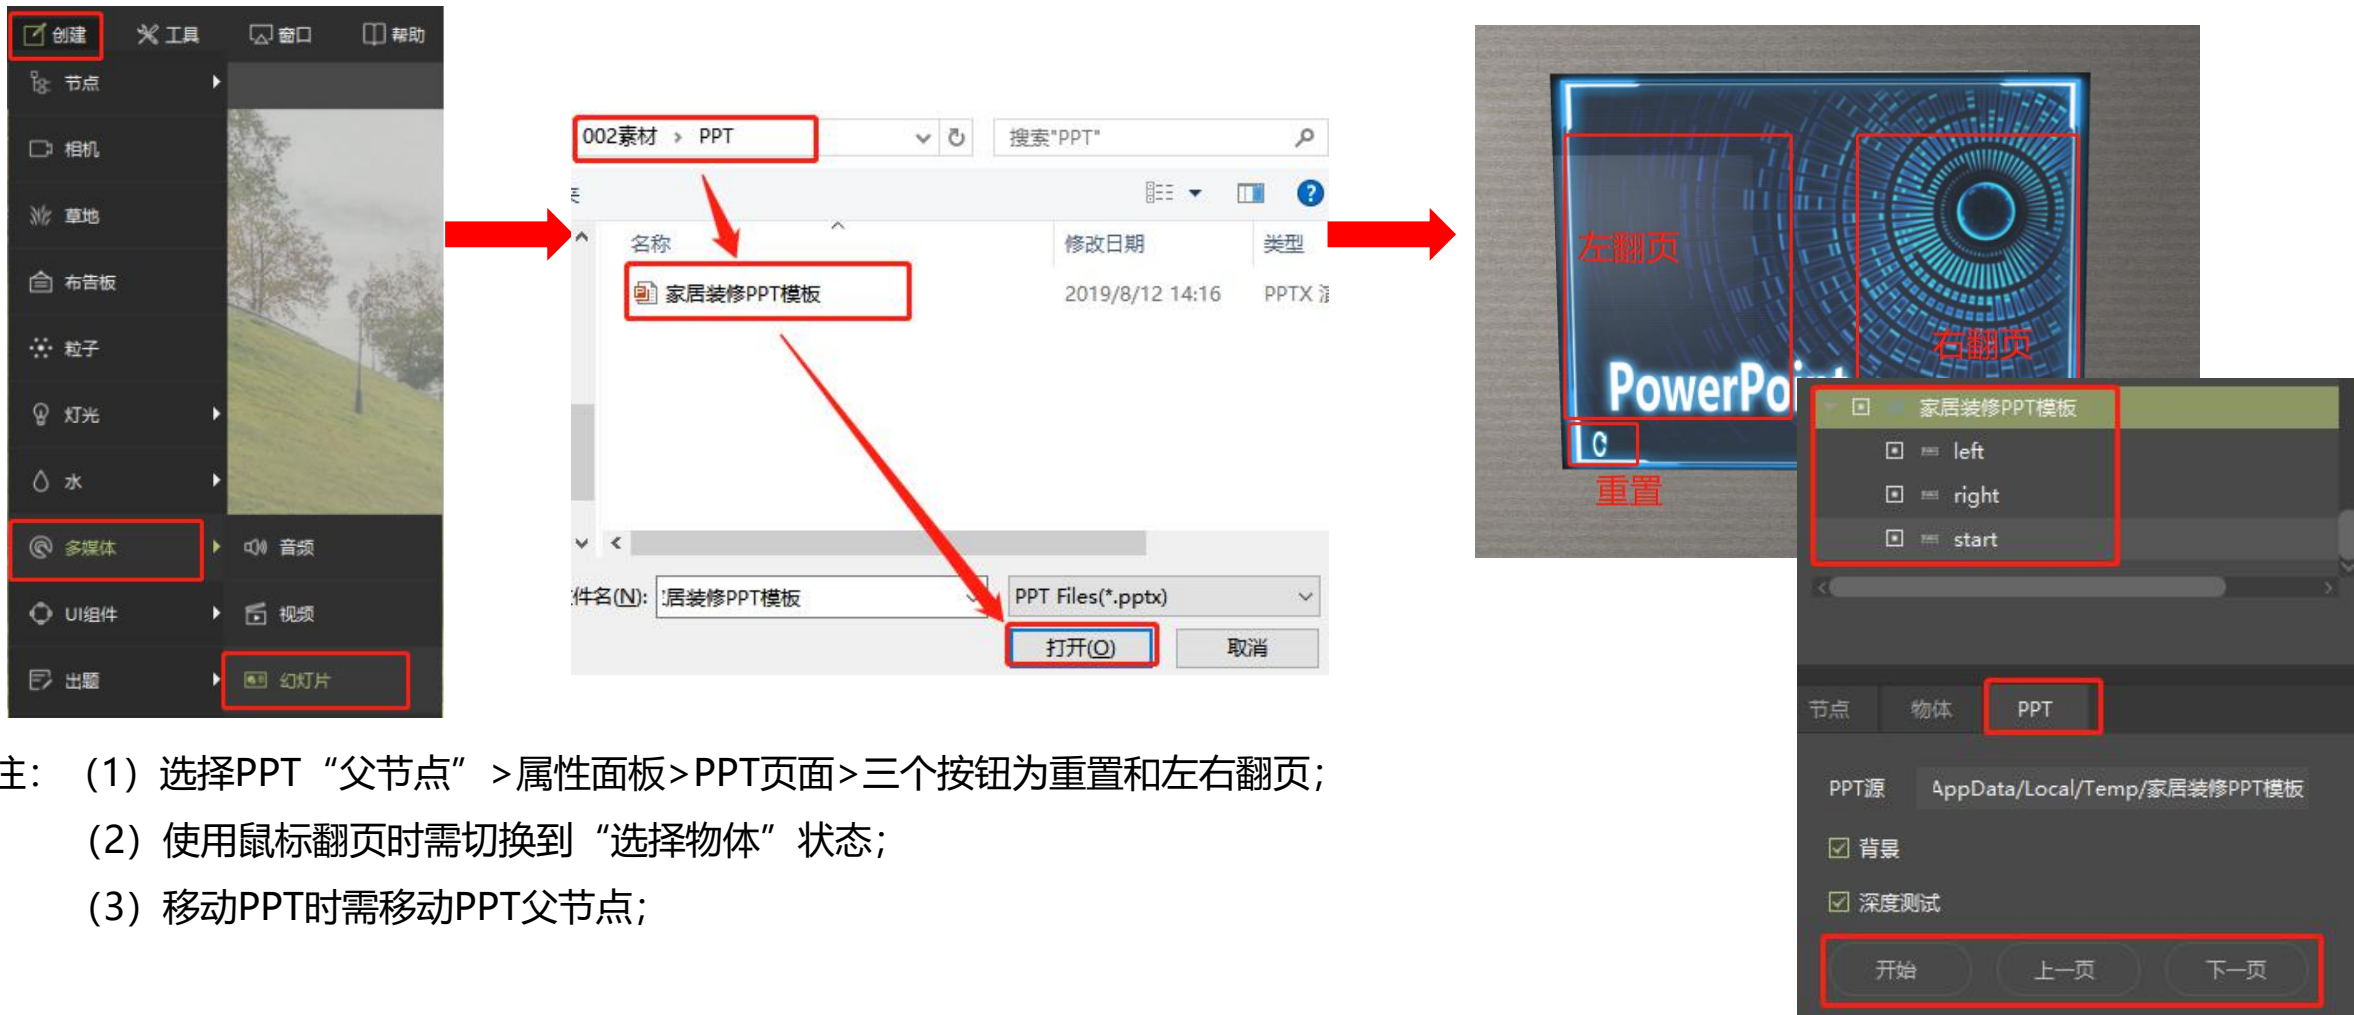 创建 工具 窗口 帮助
节点
相机
草地
布告板
粒子
灯光
水
多媒体
音频
UI组件
视频
出题
幻灯片
002素材 › PPT
搜索"PPT"
名称 修改日期 类型
家居装修PPT模板 2019/8/12 14:16 PPTX
件名(N): 居装修PPT模板 PPT Files(*.pptx)
打开(O) 取消
左翻页
右翻页
PowerPoint
重置
家居装修PPT模板
left
right
start
节点 物体 PPT
PPT源 AppData/Local/Temp/家居装修PPT模板
背景
深度测试
开始 上一页 下一页
注：（1）选择PPT“父节点”>属性面板>PPT页面>三个按钮为重置和左右翻页；
（2）使用鼠标翻页时需切换到“选择物体”状态；
（3）移动PPT时需移动PPT父节点；